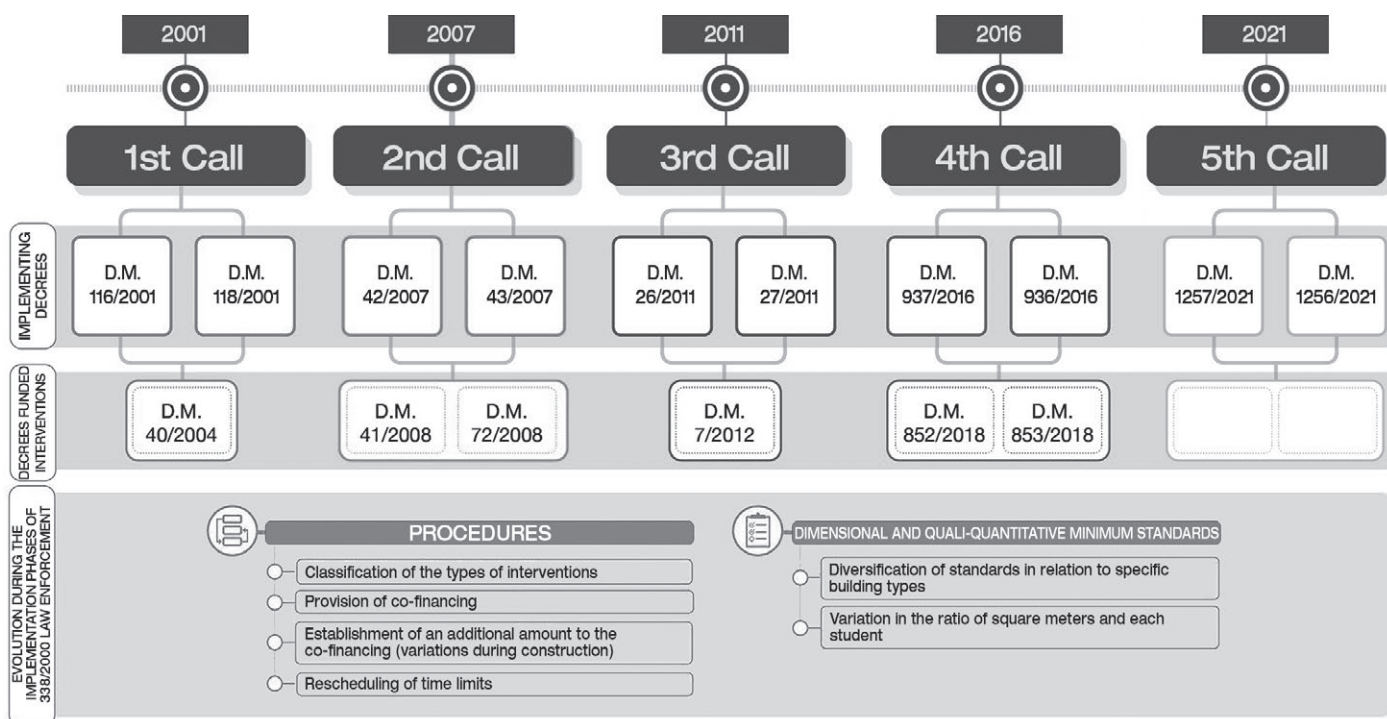 2001
2007
2011
2016
2021
1st Call
2nd Call
3rd Call
4th Call
5th Call
IMPLEMENTING
DECREES
D.M.
116/2001
D.M.
118/2001
D.M.
42/2007
D.M.
43/2007
D.M.
26/2011
D.M.
27/2011
D.M.
937/2016
D.M.
936/2016
D.M.
1257/2021
D.M.
1256/2021
DECREES FUNDED
INTERVENTIONS
D.M.
40/2004
D.M.
41/2008
D.M.
72/2008
D.M.
7/2012
D.M.
852/2018
D.M.
853/2018
EVOLUTION DURING THE
IMPLEMENTATION PHASES OF
338/2000 LAW ENFORCEMENT
PROCEDURES
Classification of the types of interventions
Provision of co-financing
Establishment of an additional amount to the
co-financing (variations during construction)
Rescheduling of time limits
DIMENSIONAL AND QUALI-QUANTITATIVE MINIMUM STANDARDS
Diversification of standards in relation to specific
building types
Variation in the ratio of square meters and each
student